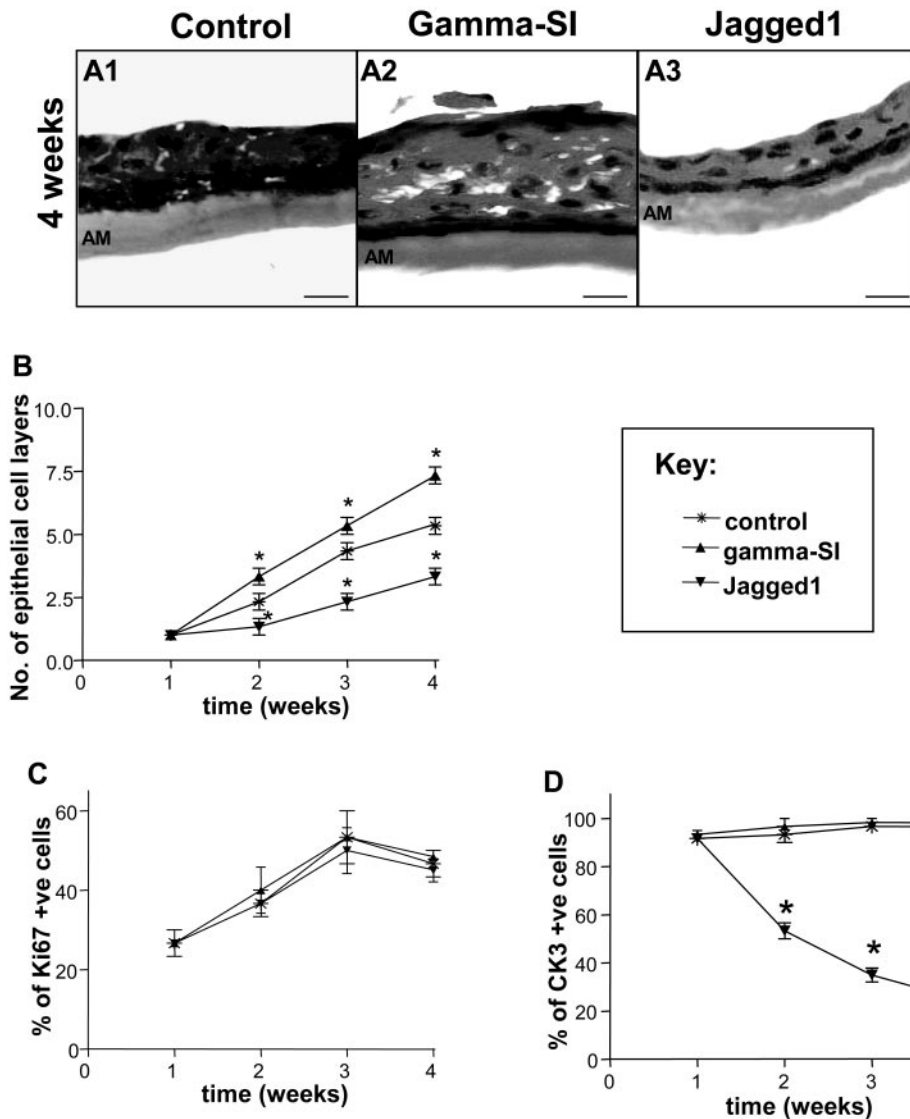 Control Gamma-SI Jagged1
4 weeks
A1 A2 A3
AM AM AM
B
No. of epithelial cell layers
10.0
7.5
5.0
2.5
0.0
* * *
* * *
0 1 2 3 4
time (weeks)
Key:
control
gamma-SI
Jagged1
C
% of Ki67 +ve cells
60
40
20
0
0 1 2 3 4
time (weeks)
D
% of CK3 +ve cells
100
80
60
40
20
0
* *
0 1 2 3
time (weeks)